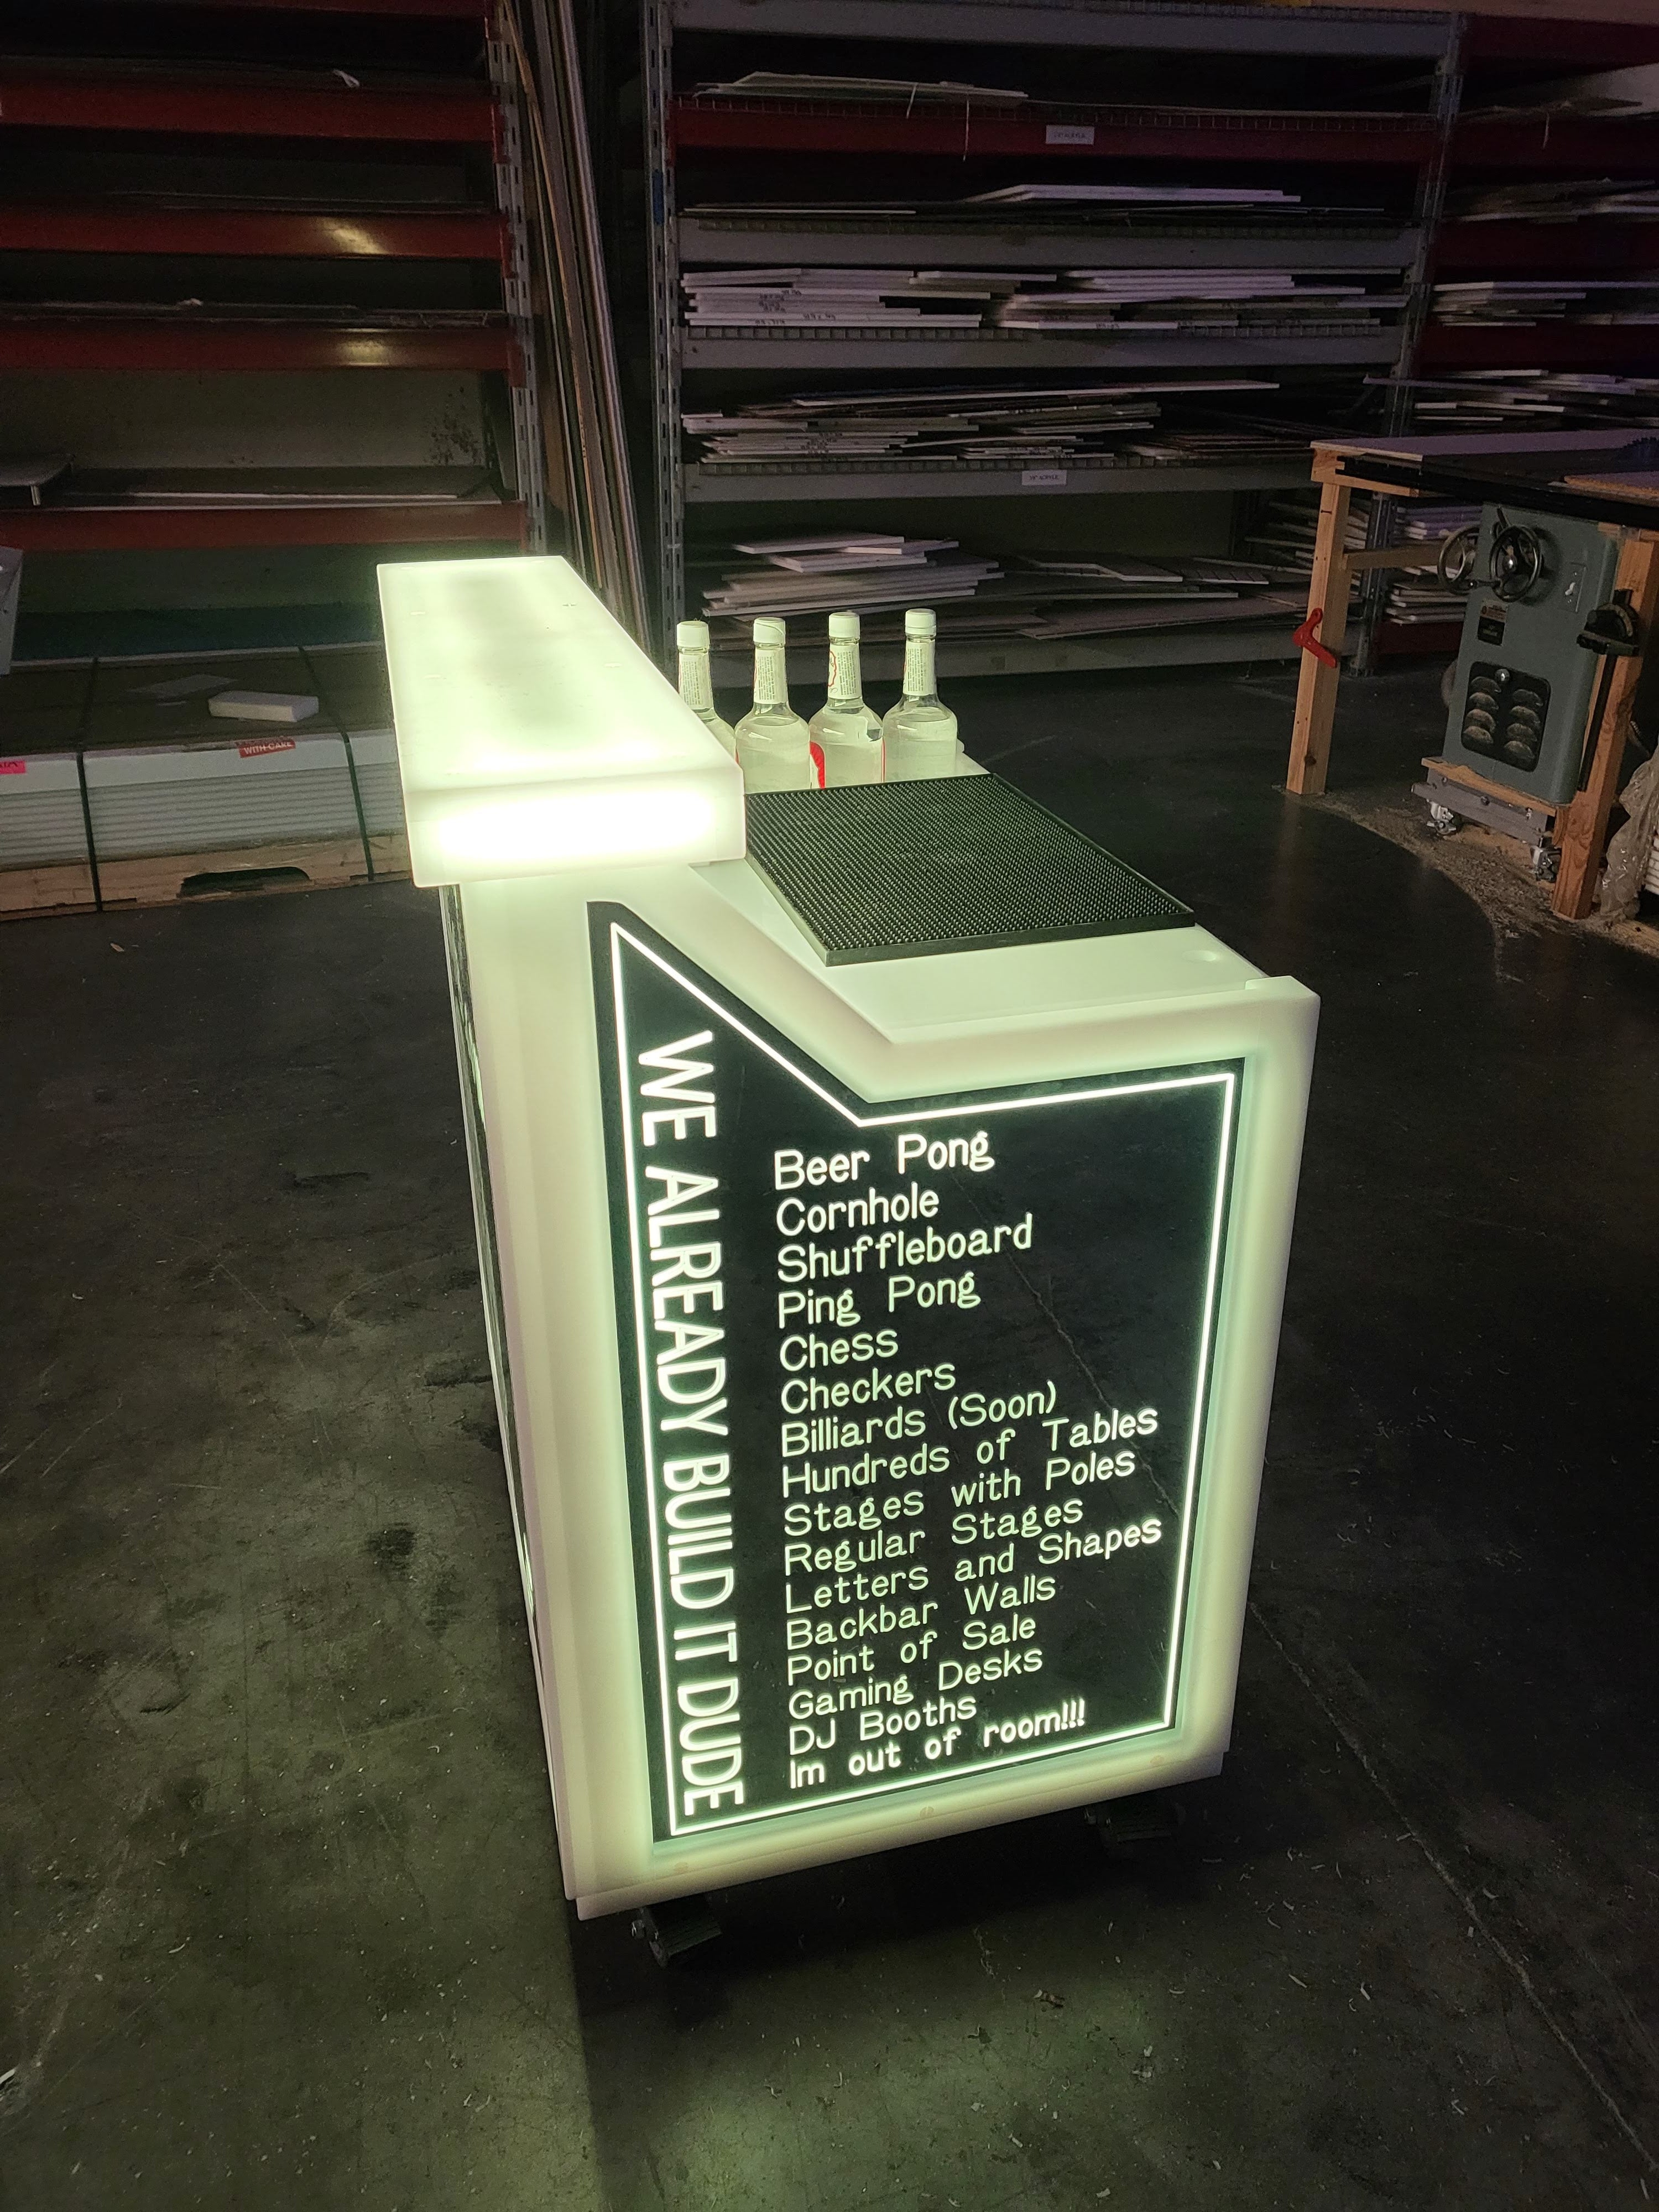 WE ALREADY BUILD IT DUDE
Beer Pong
Cornhole
Shuffleboard
Ping Pong
Chess
Checkers
Billiards (Soon)
Hundreds of Tables
Stages with Poles
Regular Stages
Letters and Shapes
Backbar Walls
Point of Sale
Gaming Desks
DJ Booths
Im out of room!!!
WITH CARE